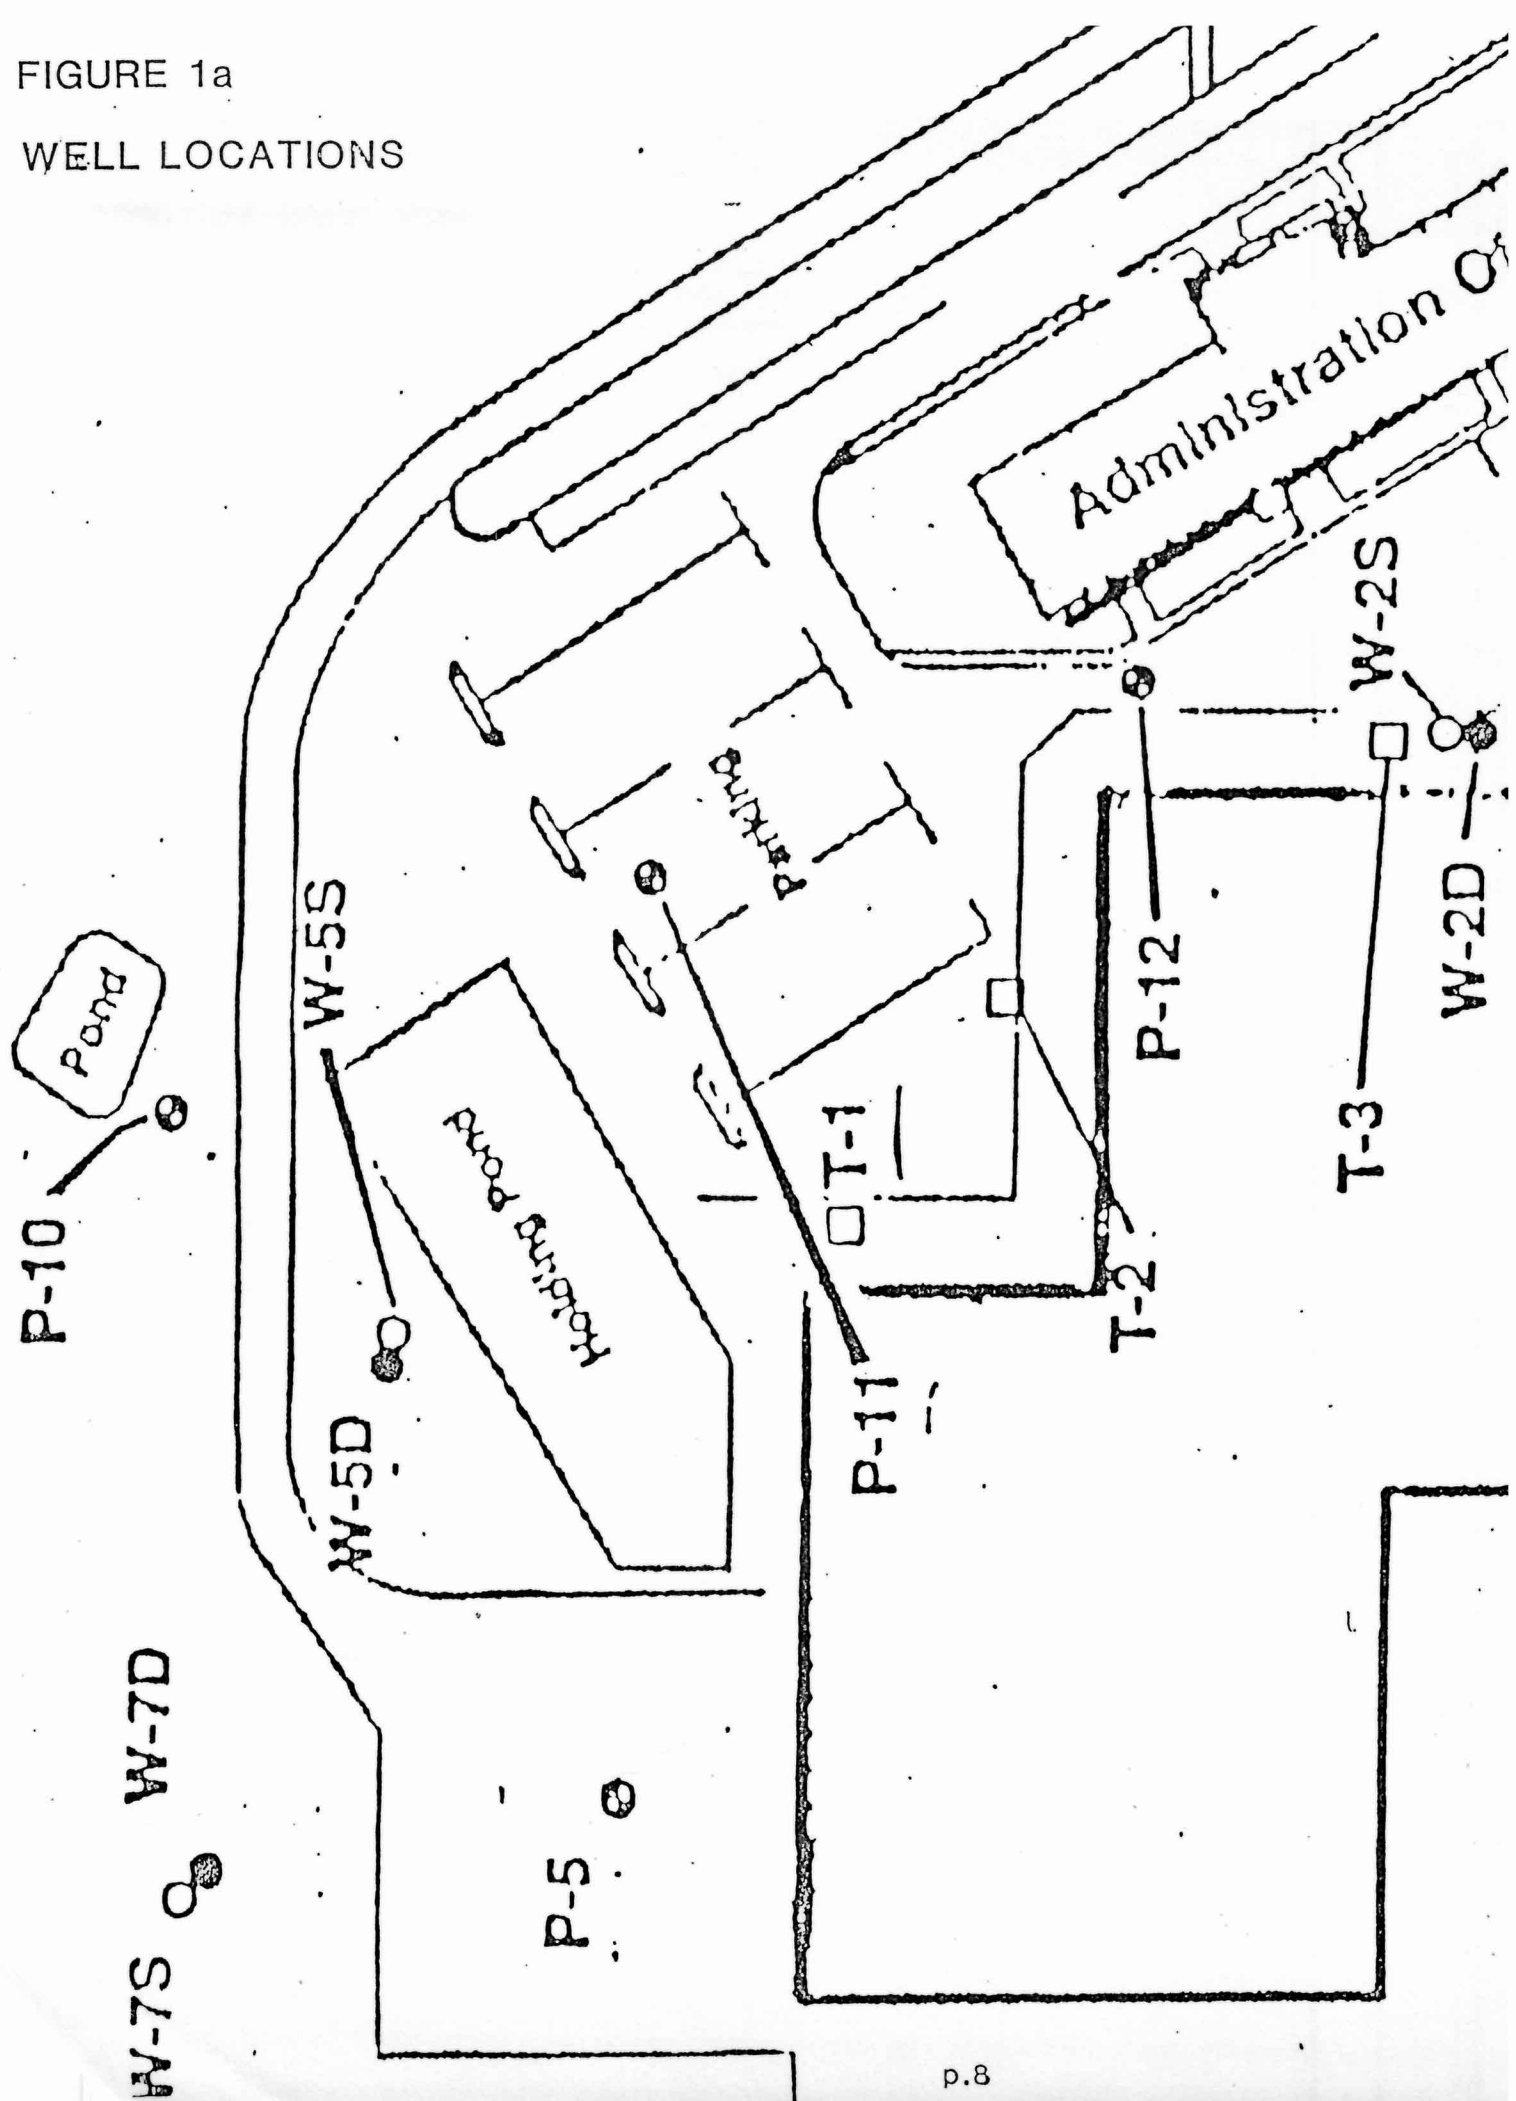 FIGURE 1a
WELL LOCATIONS
Administration
W-2S
Parking
W-5S
Pond
W-2D
P-12
T-3
T-1
Holding Pond
P-10
T-2
P-11
W-5D
W-7D
P-5
W-7S
p.8